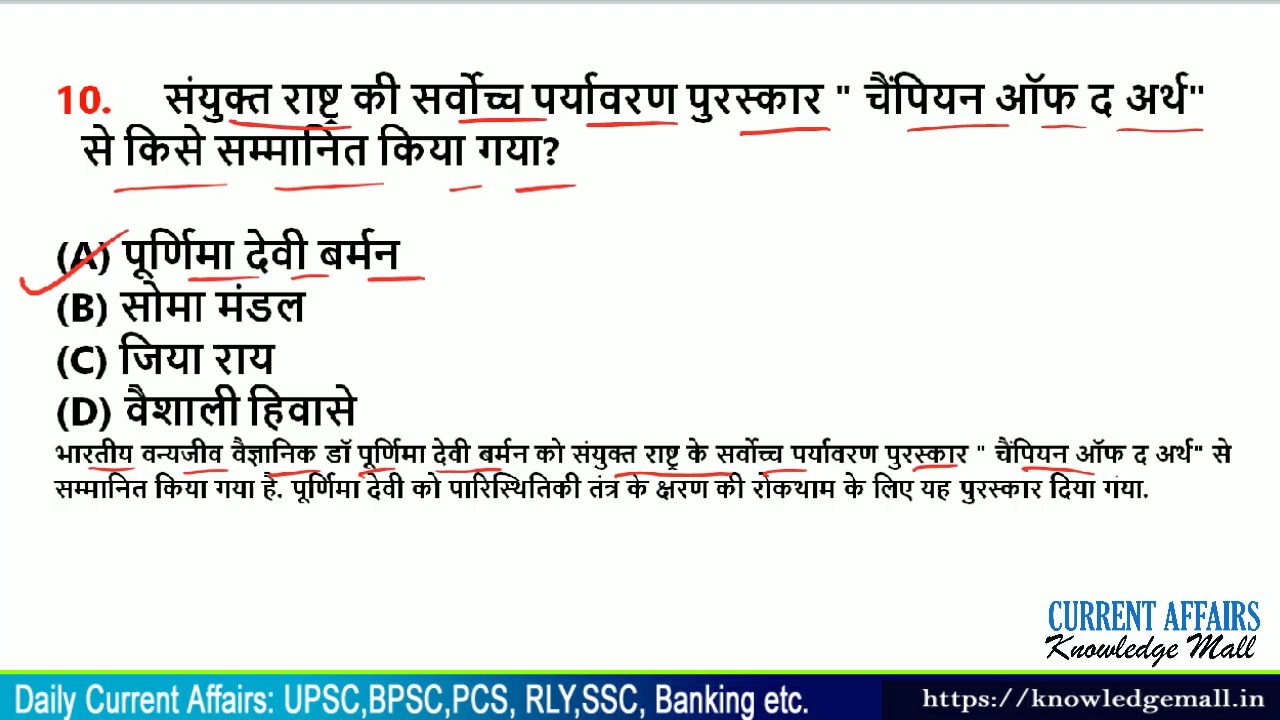 10. संयुक्त राष्ट्र की सर्वोच्च पर्यावरण पुरस्कार " चैंपियन ऑफ द अर्थ"
से किसे सम्मानित किया गया?
(A) पूर्णिमा देवी बर्मन
(B) सोमा मंडल
(C) जिया राय
(D) वैशाली हिवासे
भारतीय वन्यजीव वैज्ञानिक डॉ पूर्णिमा देवी बर्मन को संयुक्त राष्ट्र के सर्वोच्च पर्यावरण पुरस्कार " चैंपियन ऑफ द अर्थ" से
सम्मानित किया गया है. पूर्णिमा देवी को पारिस्थितिकी तंत्र के क्षरण की रोकथाम के लिए यह पुरस्कार दिया गया.
CURRENT AFFAIRS
Knowledge Mall
Daily Current Affairs: UPSC,BPSC,PCS, RLY,SSC, Banking etc.
https://knowledgemall.in